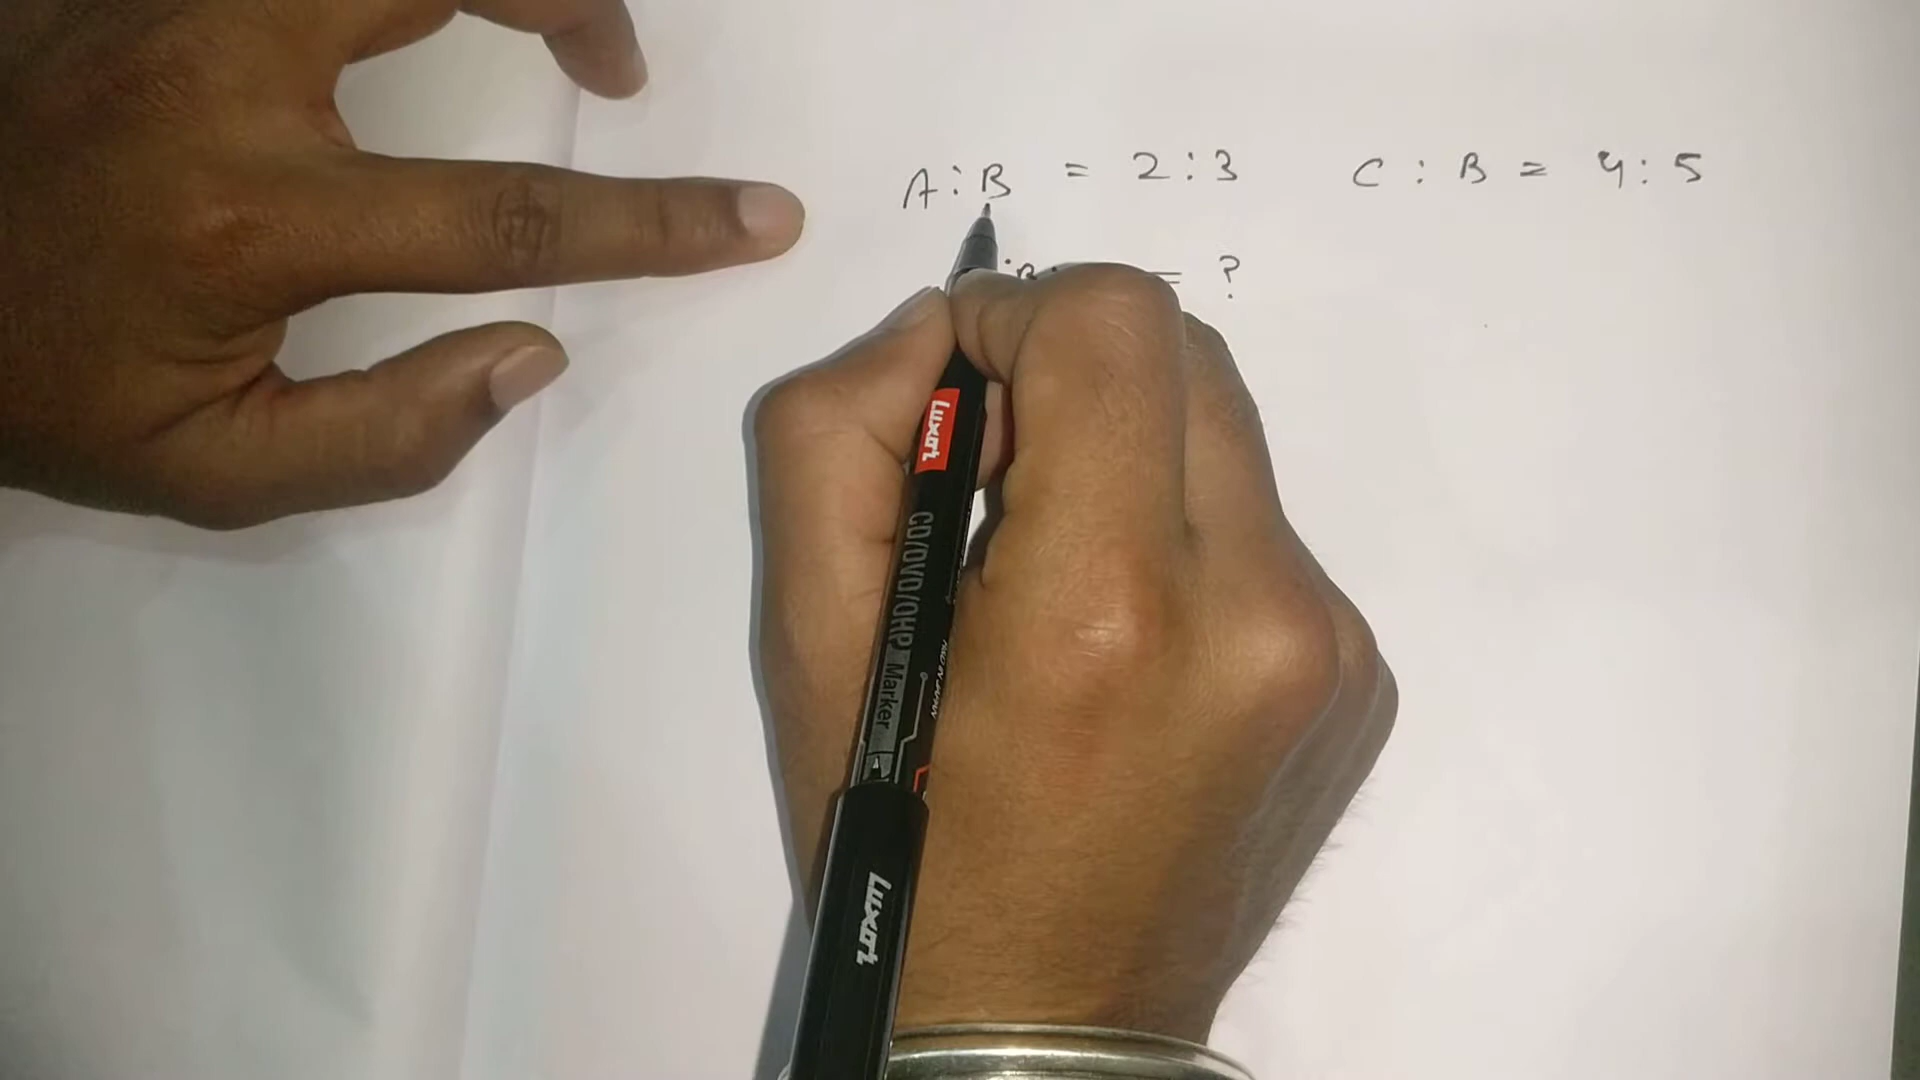 A : B = 2 : 3 C : B = 4 : 5
: B : = ?
Luxor
CD/DVD/OHP Marker
Luxor